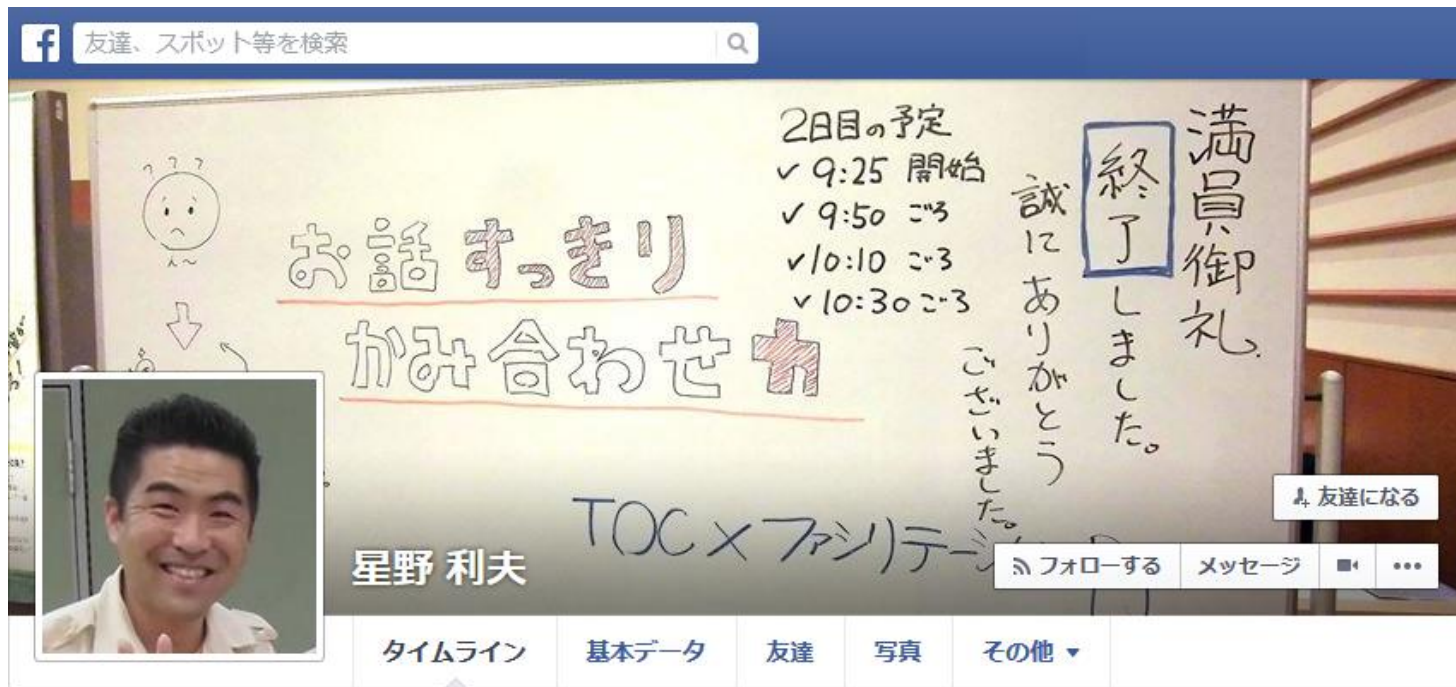 f
友達、スポット等を検索
???
ん〜
お話すっきり
かみ合わせ力
2日目の予定
✓ 9:25 開始
✓ 9:50 ごろ
✓ 10:10 ごろ
✓ 10:30 ごろ
満員御礼
終了しました。
誠にありがとう
ございました。
TOC×ファシリテーション
友達になる
星野 利夫
フォローする
メッセージ
タイムライン
基本データ
友達
写真
その他